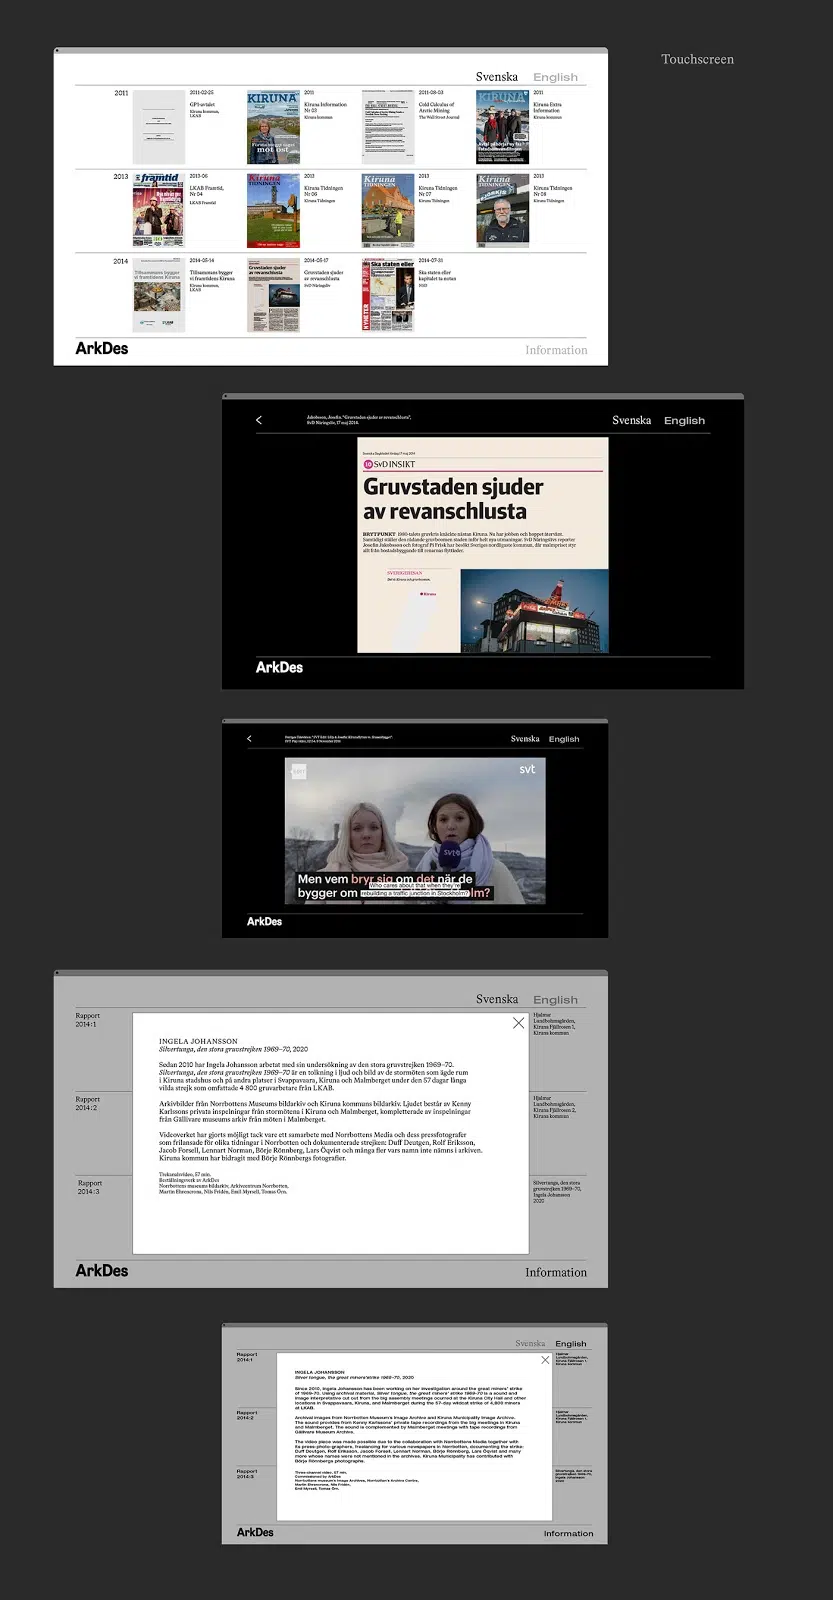 Touchscreen
Svenska English
2011
2011-02-25
GP1-avtalet
Kiruna kommun,
LKAB
KIRUNA
mot öst
2011
Kiruna Information
Nr 03
Kiruna kommun
2011-08-03
Cold Calculus of
Arctic Mining
The Wall Street Journal
KIRUNA
2011
Kiruna Extra
Information
Kiruna kommun
2013
framtid
2013-06
LKAB Framtid,
Nr 04
LKAB Framtid
Kiruna
TIDNINGEN
2013
Kiruna Tidningen
Nr 06
Kiruna Tidningen
Kiruna
TIDNINGEN
2013
Kiruna Tidningen
Nr 07
Kiruna Tidningen
Kiruna
TIDNINGEN
2013
Kiruna Tidningen
Nr 08
Kiruna Tidningen
2014
Tillsammans bygger
vi framtidens Kiruna
2014-05-14
Tillsammans bygger
vi framtidens Kiruna
Kiruna kommun,
LKAB
Gruvstaden sjuder
av revanschlusta
2014-05-17
Gruvstaden sjuder
av revanschlusta
SvD Näringsliv
Ska staten eller
NYHETER
2014-07-31
Ska staten eller
kapitalet ta notan
NSD
ArkDes
Information
Jakobsson, Josefin. "Gruvstaden sjuder av revanschlusta",
SvD Näringsliv, 17 maj 2014.
Svenska English
SvD INSIKT
Gruvstaden sjuder
av revanschlusta
SVERIGERESAN
Kiruna
ArkDes
Svenska English
svt
svt
Men vem bryr sig om det när de
bygger om
Who cares about that when they're
rebuilding a traffic junction in Stockholm?
lm?
ArkDes
Svenska English
Rapport
2014:1
Hjalmar
Lundbohmsgården,
Kiruna Fjällrosen 1,
Kiruna kommun
INGELA JOHANSSON
Silvertunga, den stora gruvstrejken 1969–70, 2020
Sedan 2010 har Ingela Johansson arbetat med sin undersökning av den stora gruvstrejken 1969–70.
Silvertunga, den stora gruvstrejken 1969–70 är en tolkning i ljud och bild av de stormöten som ägde rum
i Kiruna stadshus och på andra platser i Svappavaara, Kiruna och Malmberget under den 57 dagar långa
vilda strejk som omfattade 4 800 gruvarbetare från LKAB.
Arkivbilder från Norrbottens Museums bildarkiv och Kiruna kommuns bildarkiv. Ljudet består av Kenny
Karlssons privata inspelningar från stormötena i Kiruna och Malmberget, kompletterade av inspelningar
från Gällivare museums arkiv från möten i Malmberget.
Videoverket har gjorts möjligt tack vare ett samarbete med Norrbottens Media och dess pressfotografer
som frilansade för olika tidningar i Norrbotten och dokumenterade strejken: Duff Deutgen, Rolf Eriksson,
Jacob Forsell, Lennart Norman, Börje Rönnberg, Lars Öqvist och många fler vars namn inte nämns i arkiven.
Kiruna kommun har bidragit med Börje Rönnbergs fotografier.
Trekanalsvideo, 57 min.
Beställningsverk av ArkDes
Norrbottens museums bildarkiv, Arkivcentrum Norrbotten,
Martin Ehrencrona, Nils Fridén, Emil Myrsell, Tomas Örn.
Rapport
2014:2
Hjalmar
Lundbohmsgården,
Kiruna Fjällrosen 2,
Kiruna kommun
Rapport
2014:3
Silvertunga, den stora
gruvstrejken 1969–70,
Ingela Johansson
2020
ArkDes
Information
Svenska English
Rapport
2014:1
Hjalmar
Lundbohmsgården,
Kiruna Fjällrosen 1,
Kiruna kommun
INGELA JOHANSSON
Silver tongue, the great miners'strike 1969–70, 2020
Since 2010, Ingela Johansson has been working on her investigation around the great miners' strike
of 1969–70. Using archival material, Silver tongue, the great miners' strike 1969–70 is a sound and
image interpretative cut out from the big assembly meetings ocurred at the Kiruna City Hall and other
locations in Svappavaara, Kiruna, and Malmberget during the 57-day wildcat strike of 4,800 miners
at LKAB.
Archival images from Norrbotten Museum's Image Archive and Kiruna Municipality Image Archive.
The sound provides from Kenny Karlssons' private tape recordings from the big meetings in Kiruna
and Malmberget. The sound is complemented by Malmberget meetings with tape recordings from
Gällivare Museum Archive.
The video piece was made possible due to the collaboration with Norrbottens Media together with
its press-photographers, freelancing for various newspapers in Norrbotten, documenting the strike:
Duff Deutgen, Rolf Eriksson, Jacob Forsell, Lennart Norman, Börje Rönnberg, Lars Öqvist and many
more whose names were not mentioned in the archives. Kiruna Municipality has contributed with
Börje Rönnbergs photographs.
Three-channel video, 57 min.
Commissioned by ArkDes
Norrbottens museum's Image Archives, Norrbotten's Archive Centre,
Martin Ehrencrona, Nils Fridén,
Emil Myrsell, Tomas Örn.
Rapport
2014:2
Rapport
2014:3
ArkDes
Information